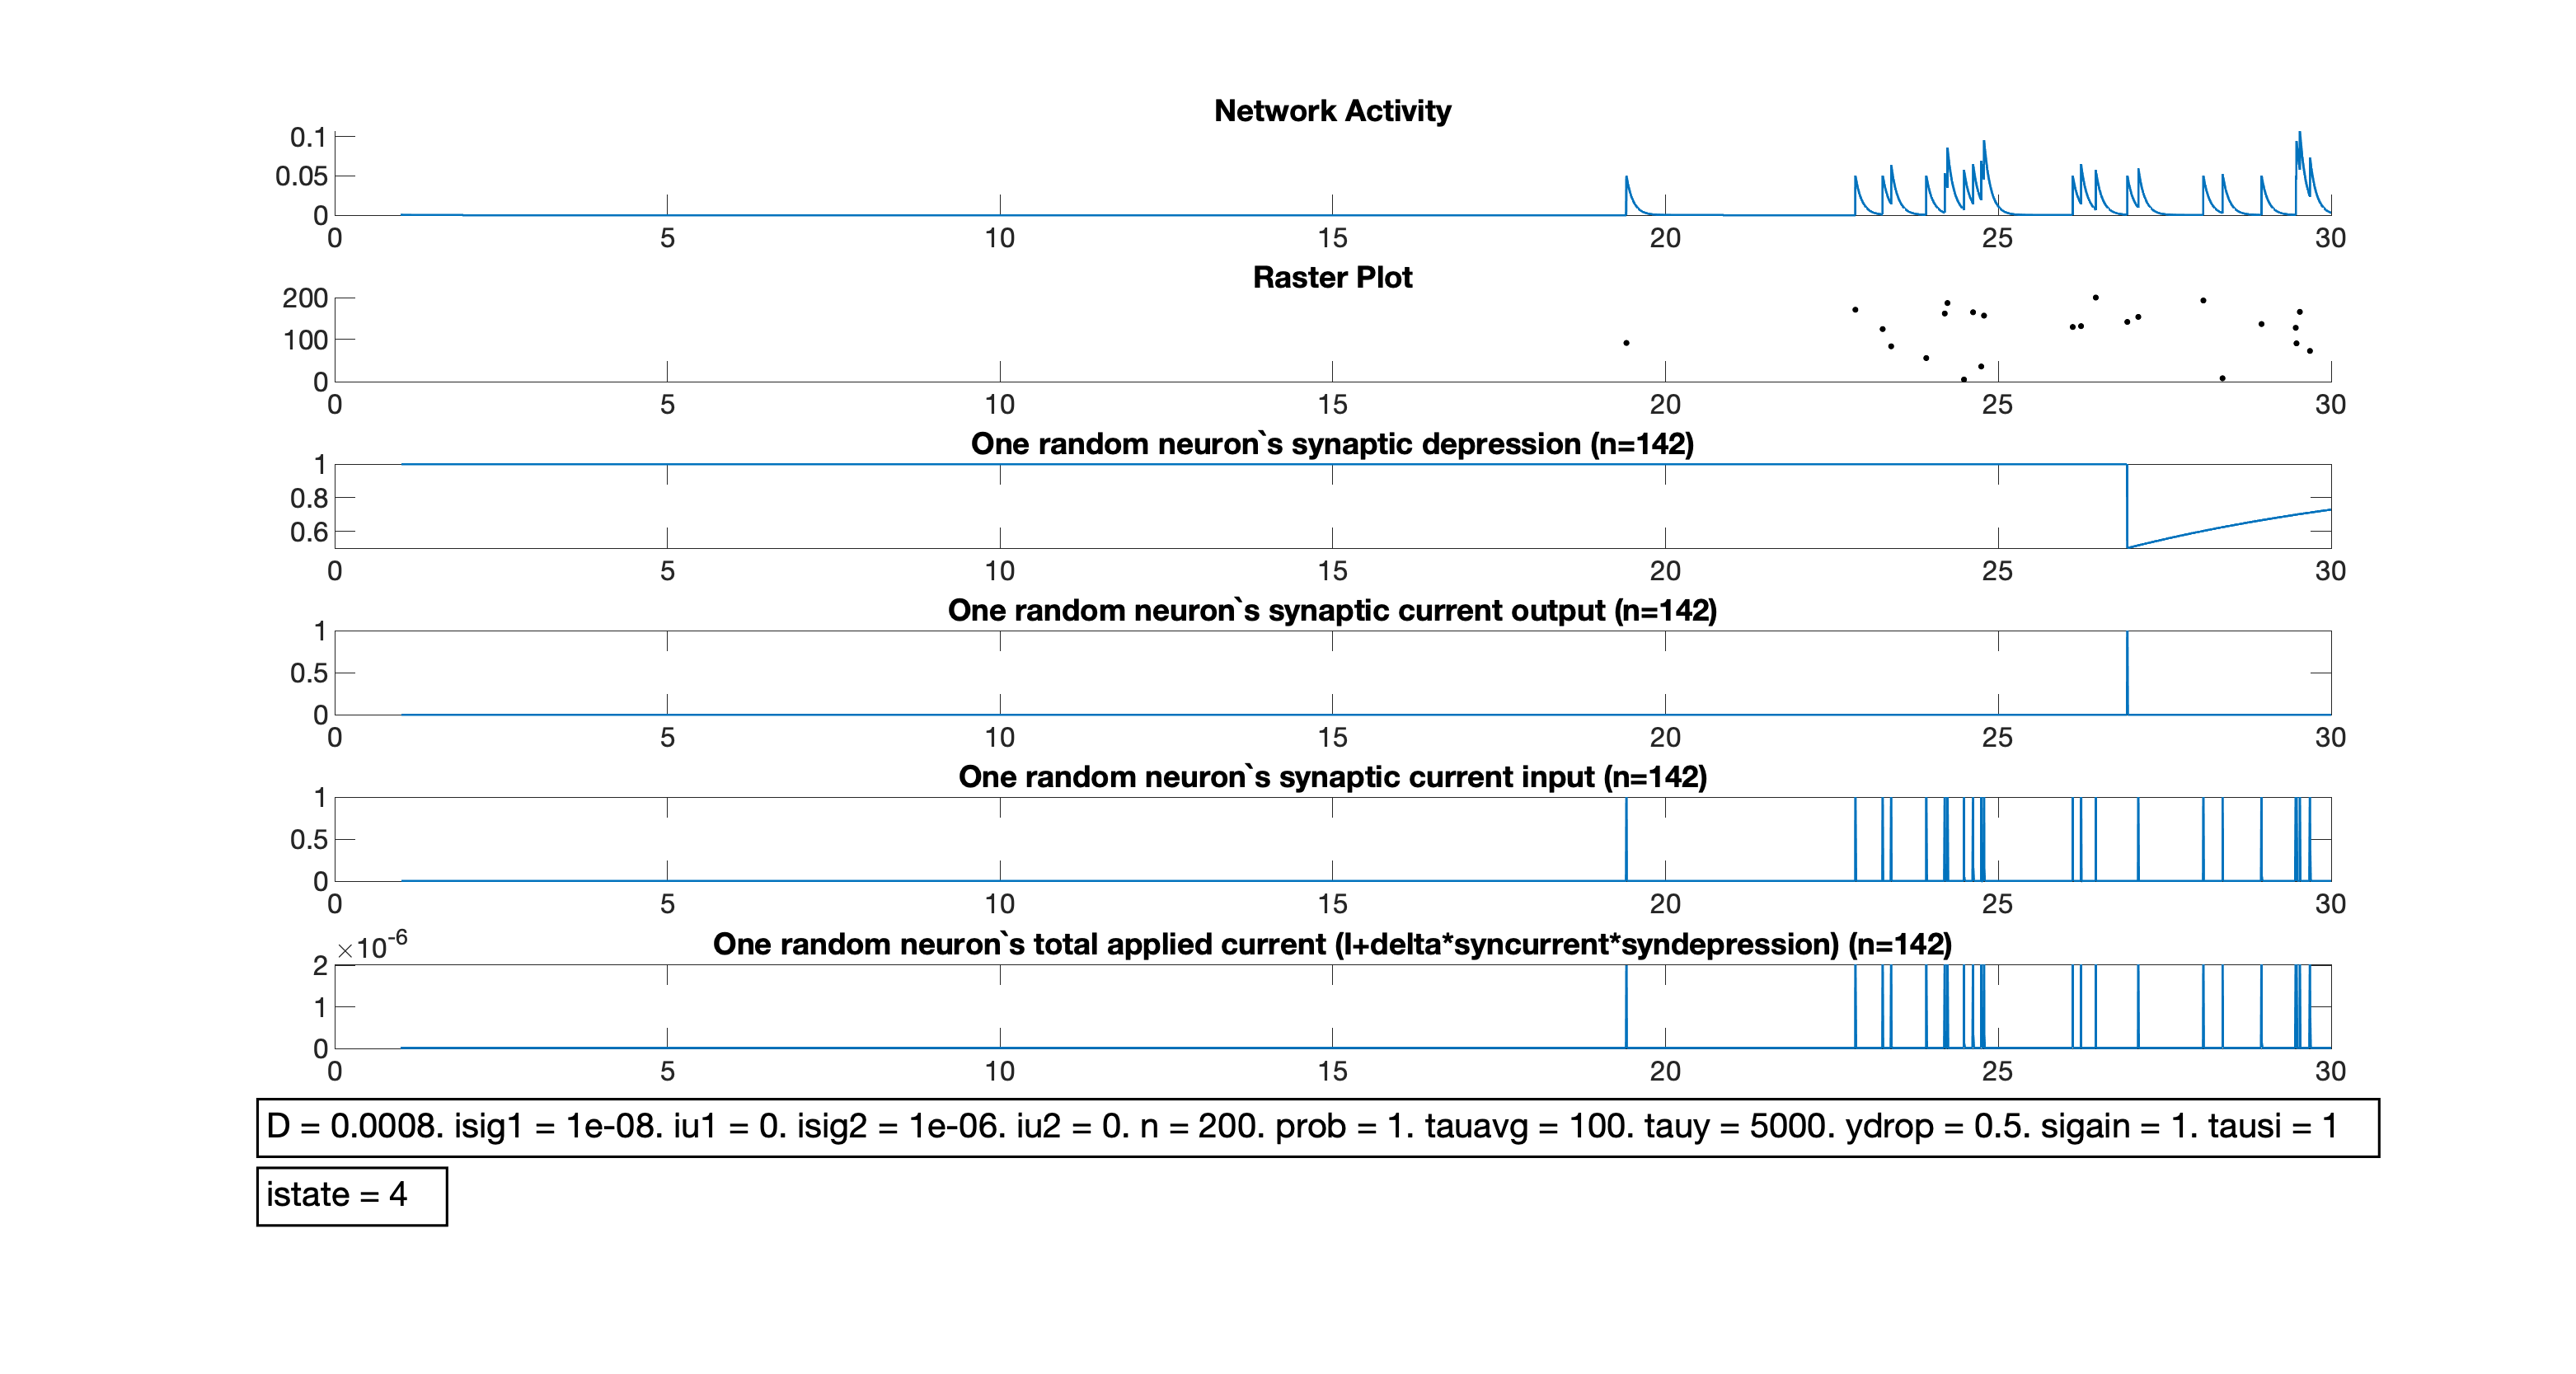 Network Activity
0.1
0.05
0
0 5 10 15 20 25 30
Raster Plot
200
100
0
0 5 10 15 20 25 30
One random neuron`s synaptic depression (n=142)
1
0.8
0.6
0 5 10 15 20 25 30
One random neuron`s synaptic current output (n=142)
1
0.5
0
0 5 10 15 20 25 30
One random neuron`s synaptic current input (n=142)
1
0.5
0
0 5 10 15 20 25 30
×10-6
One random neuron`s total applied current (I+delta*syncurrent*syndepression) (n=142)
2
1
0
0 5 10 15 20 25 30
D = 0.0008. isig1 = 1e-08. iu1 = 0. isig2 = 1e-06. iu2 = 0. n = 200. prob = 1. tauavg = 100. tauy = 5000. ydrop = 0.5. sigain = 1. tausi = 1
istate = 4